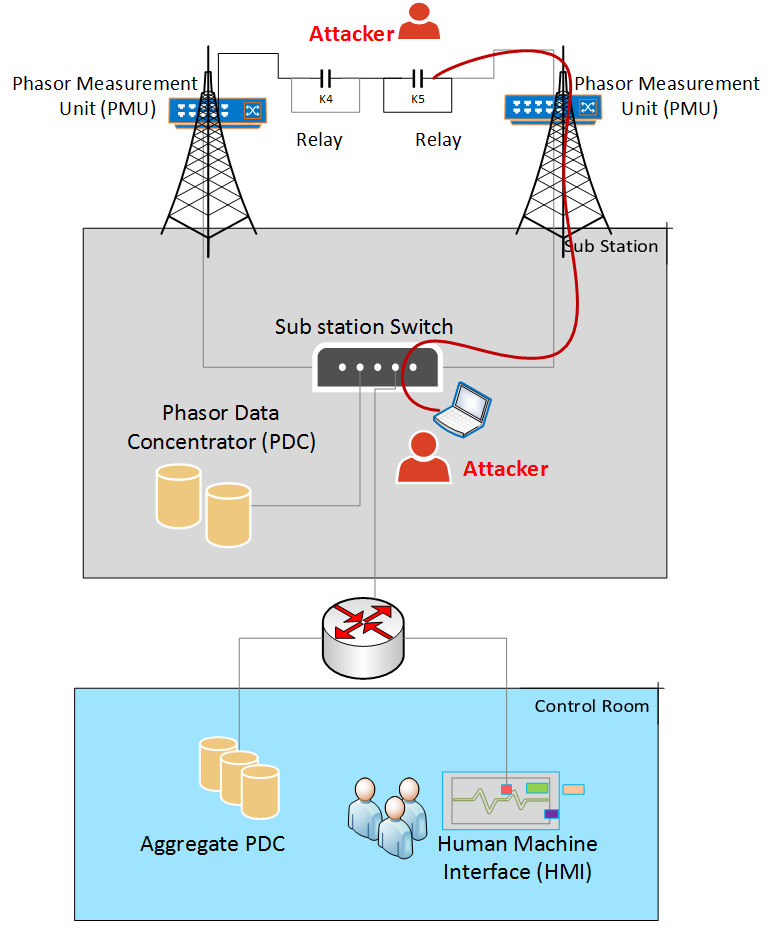 Attacker
Phasor Measurement
Unit (PMU)
Phasor Measurement
Unit (PMU)
K4
K5
Relay
Relay
Sub Station
Sub station Switch
Phasor Data
Concentrator (PDC)
Attacker
Control Room
Aggregate PDC
Human Machine
Interface (HMI)